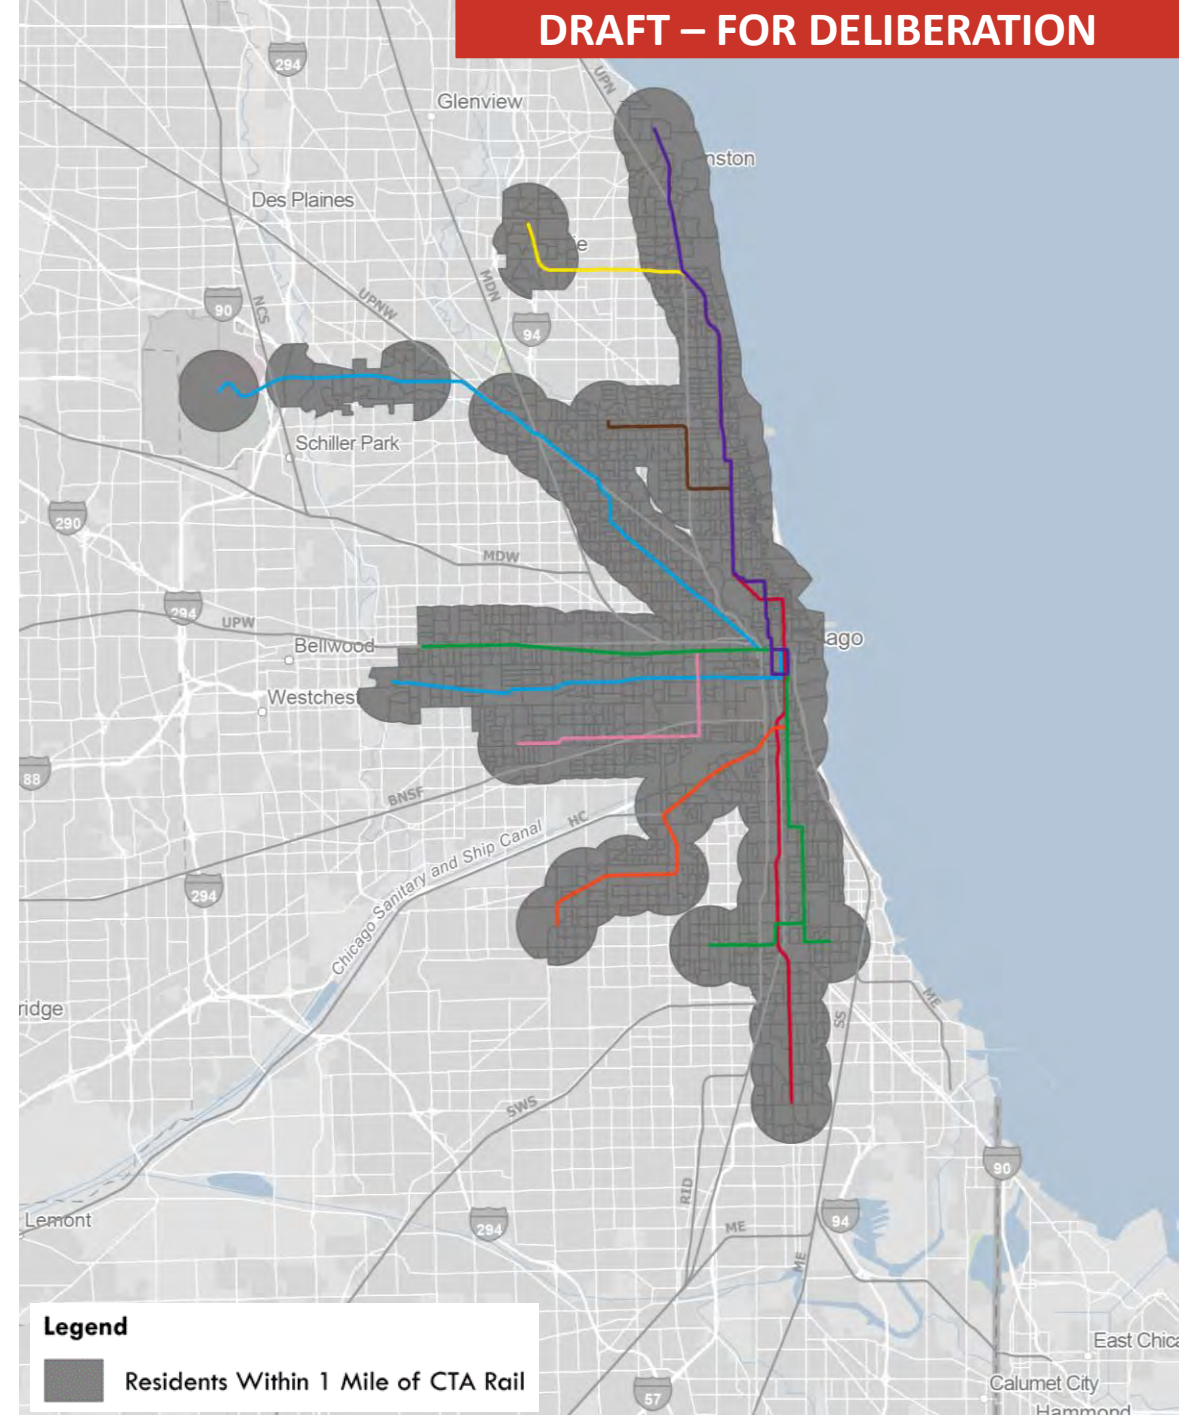 DRAFT – FOR DELIBERATION
294
UPN
Glenview
nston
Des Plaines
ie
MDN
90
NCS
UPNW
94
Schiller Park
290
MDW
294
UPW
Bellwood
ago
Westchest
88
BNSF
HC
294
Chicago Sanitary and Ship Canal
ridge
ME
SS
SWS
90
RID
Lemont
294
ME
94
ME
Legend
Residents Within 1 Mile of CTA Rail
East Chica
Calumet City
57
Hammond